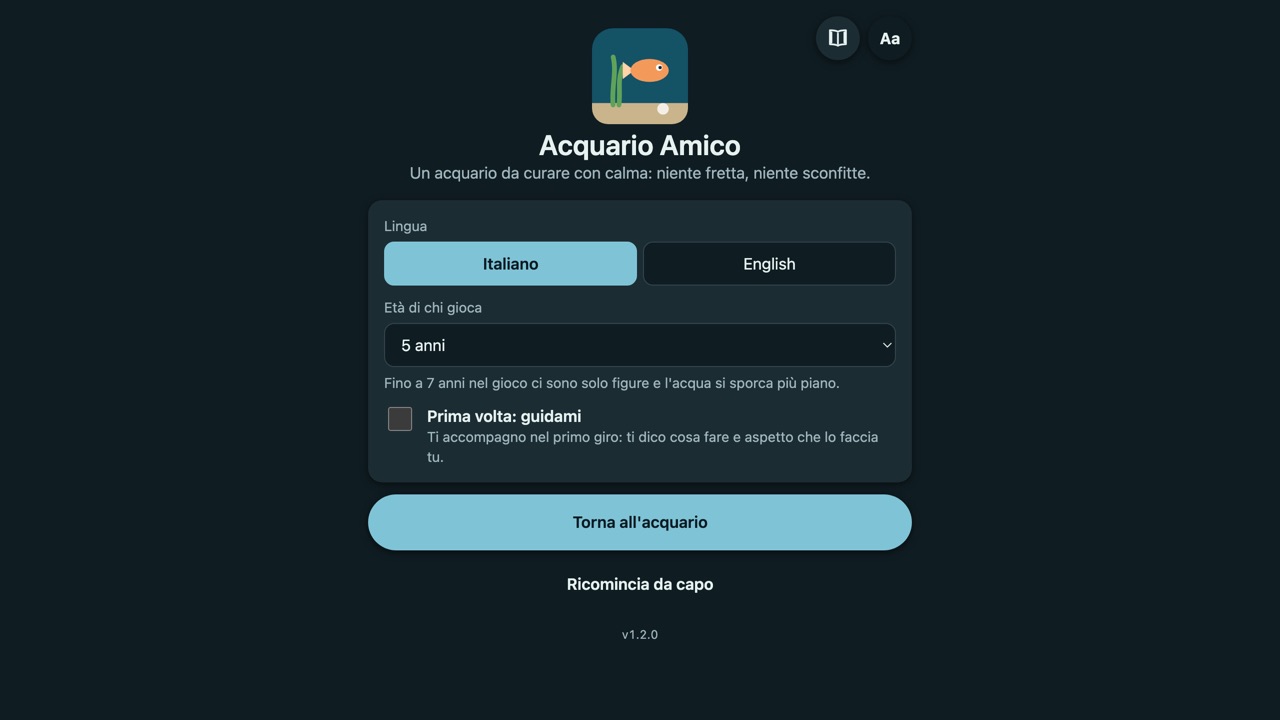 Aa
Acquario Amico
Un acquario da curare con calma: niente fretta, niente sconfitte.
Lingua
Italiano
English
Età di chi gioca
5 anni
Fino a 7 anni nel gioco ci sono solo figure e l'acqua si sporca più piano.
Prima volta: guidami
Ti accompagno nel primo giro: ti dico cosa fare e aspetto che lo faccia
tu.
Torna all'acquario
Ricomincia da capo
v1.2.0